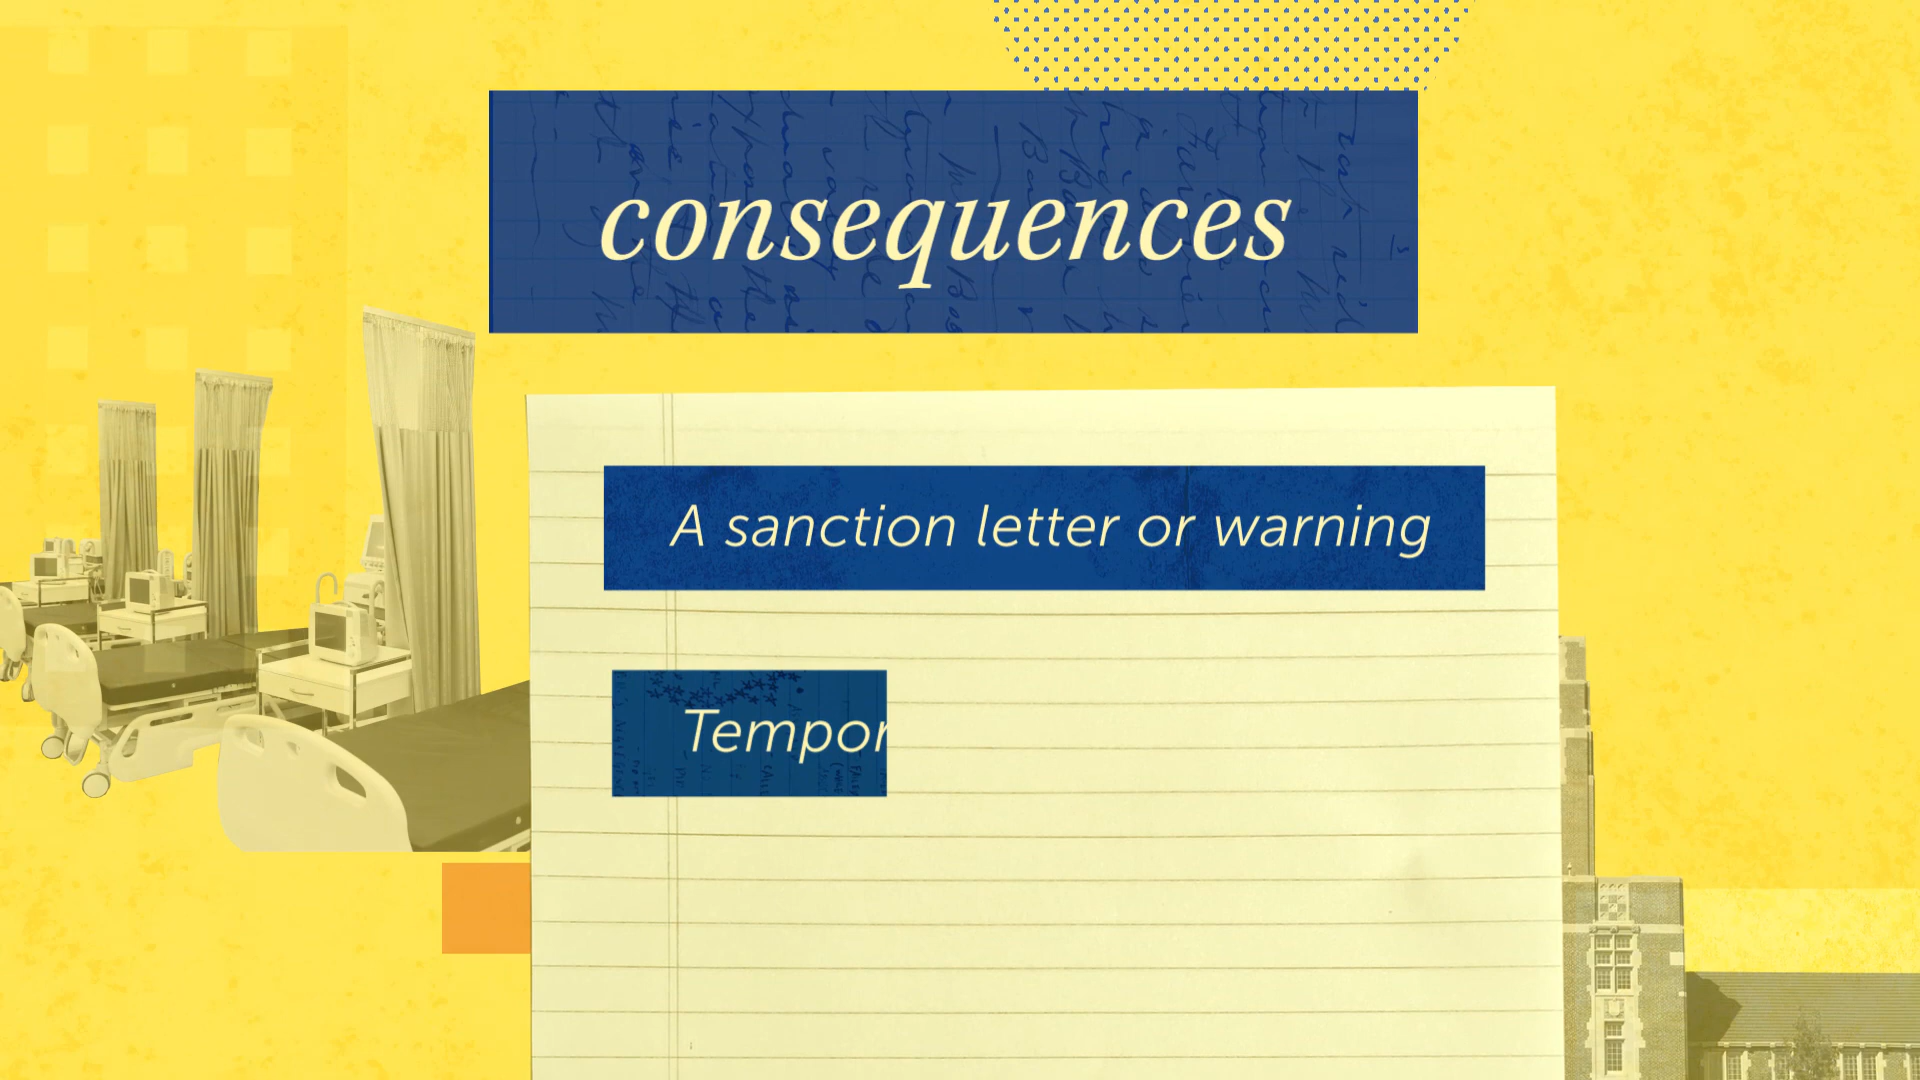 consequences
A sanction letter or warning
Tempor